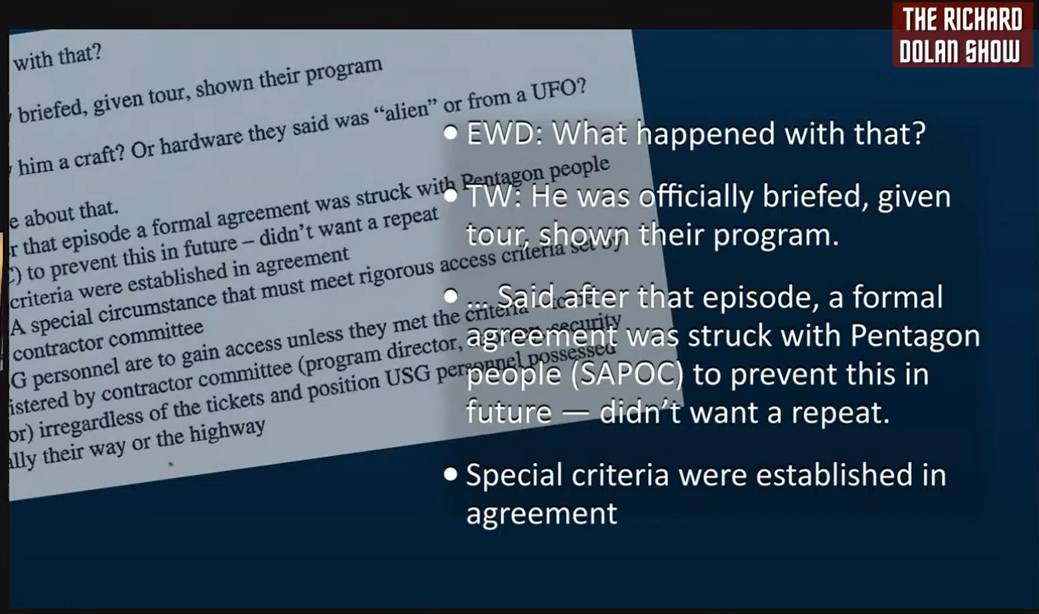 THE RICHARD
DOLAN SHOW
with that?
briefed, given tour, shown their program
him a craft? Or hardware they said was “alien” or from a UFO?
e about that.
r that episode a formal agreement was struck with Pentagon people
) to prevent this in future – didn’t want a repeat
criteria were established in agreement
A special circumstance that must meet rigorous access criteria set by
contractor committee
G personnel are to gain access unless they met the criteria
istered by contractor committee (program director, security
or) irregardless of the tickets and position USG personnel possessed
ally their way or the highway
• EWD: What happened with that?
• TW: He was officially briefed, given
tour, shown their program.
• ... Said after that episode, a formal
agreement was struck with Pentagon
people (SAPOC) to prevent this in
future — didn’t want a repeat.
• Special criteria were established in
agreement